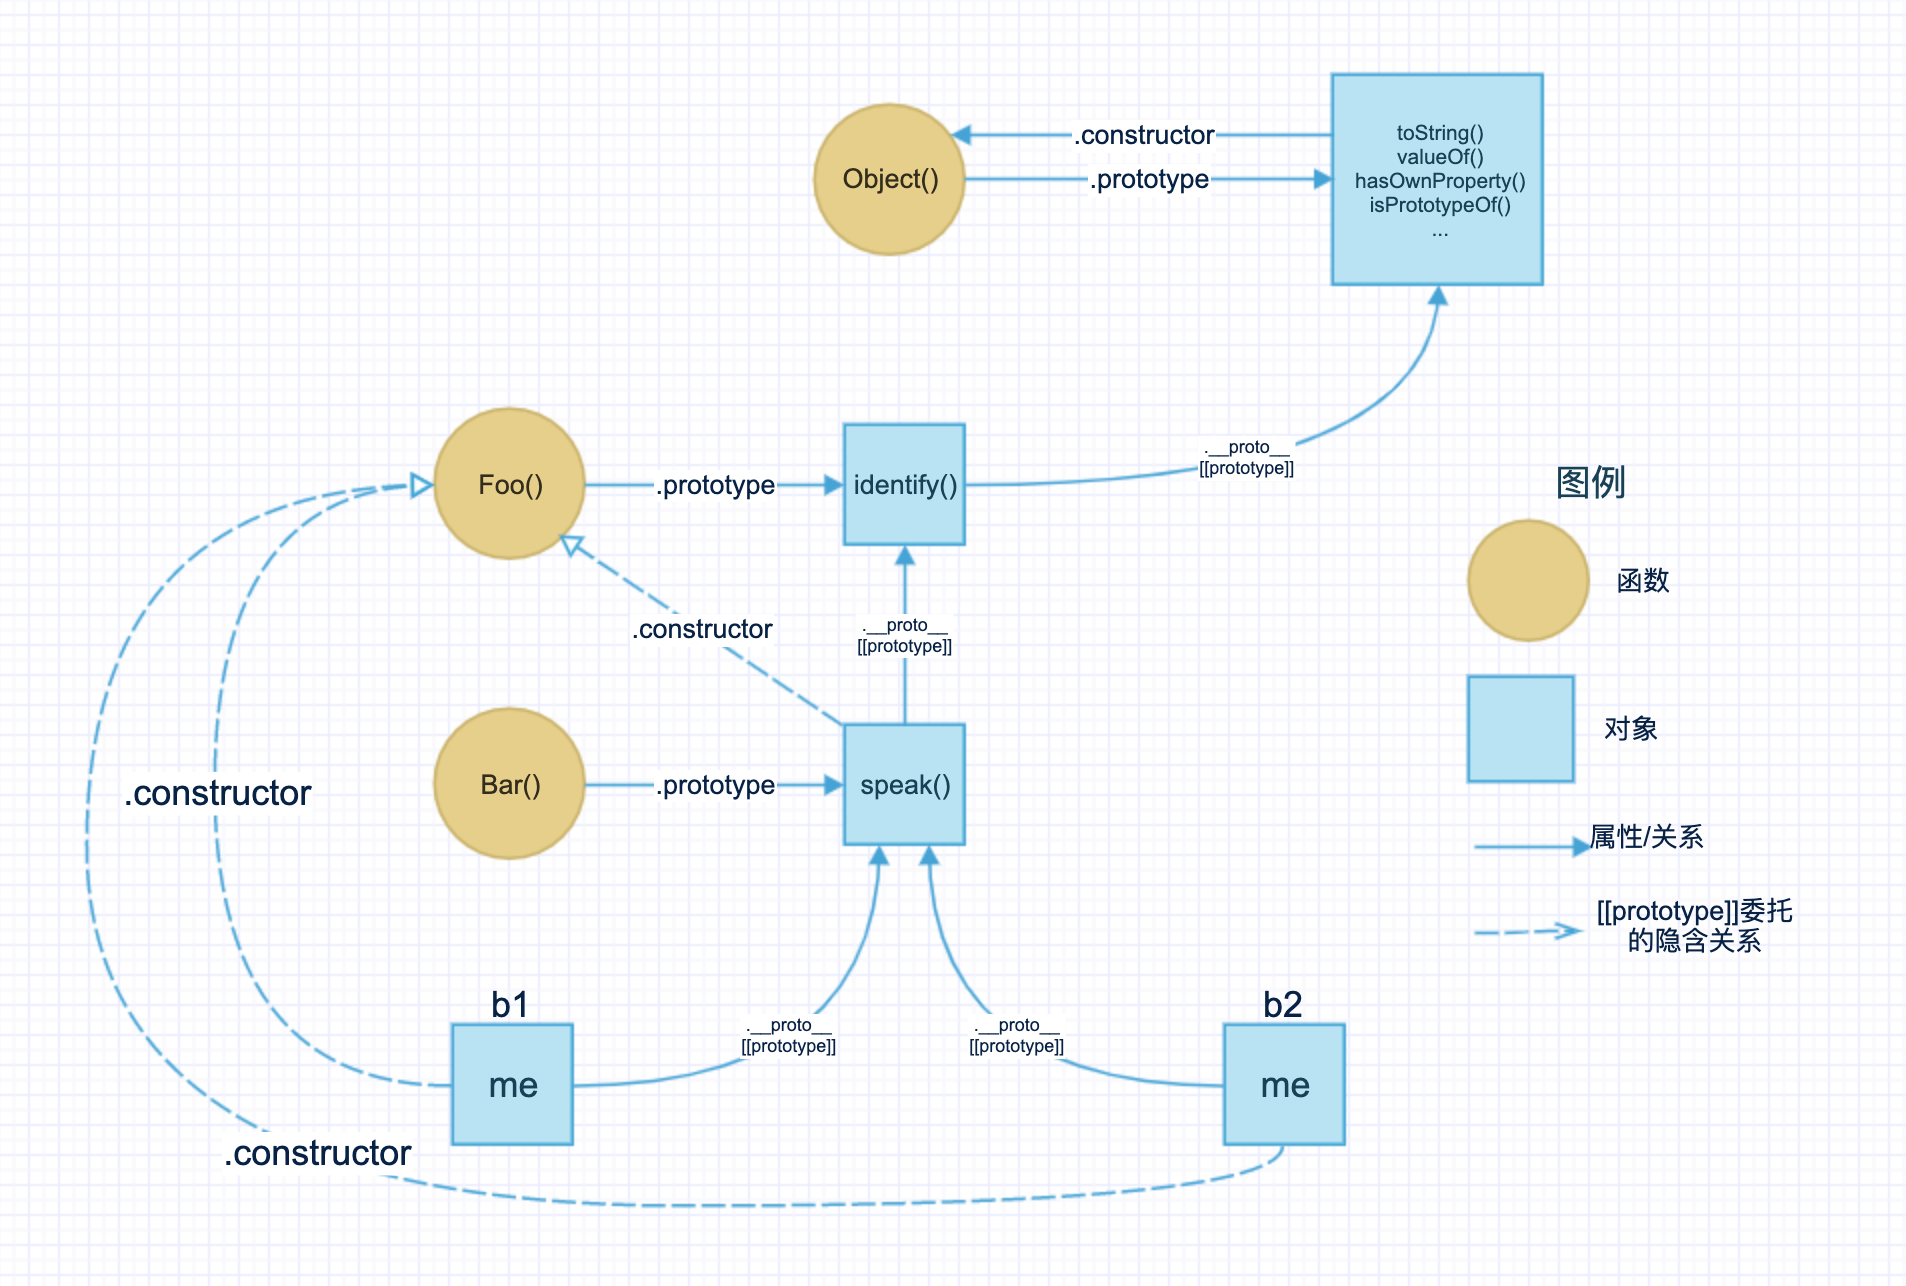 .constructor
.prototype
Object()
toString()
valueOf()
hasOwnProperty()
isPrototypeOf()
...
Foo()
.prototype
identify()
.__proto__
[[prototype]]
图例
函数
.constructor
.__proto__
[[prototype]]
对象
Bar()
.prototype
speak()
.constructor
属性/关系
[[prototype]]委托
的隐含关系
b1
me
.__proto__
[[prototype]]
.__proto__
[[prototype]]
b2
me
.constructor